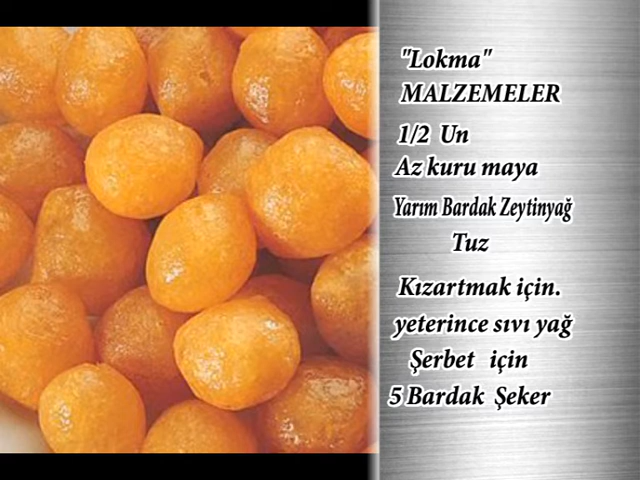 "Lokma"
MALZEMELER
1/2 Un
Az kuru maya
Yarım Bardak Zeytinyağ
Tuz
Kızartmak için.
yeterince sıvı yağ
Şerbet için
5 Bardak Şeker